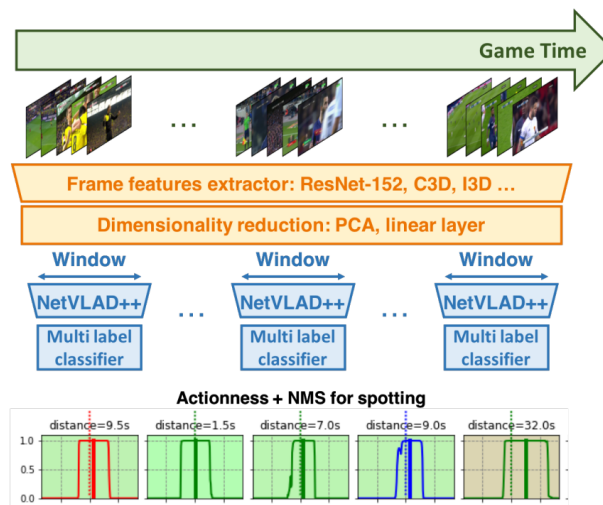 Game Time
... ...
Frame features extractor: ResNet-152, C3D, I3D ...
Dimensionality reduction: PCA, linear layer
Window Window Window
NetVLAD++ ... NetVLAD++ ... NetVLAD++
Multi label Multi label Multi label
classifier classifier classifier
Actionness + NMS for spotting
distance=9.5s distance=1.5s distance=7.0s distance=9.0s distance=32.0s
1.0
0.5
0.0